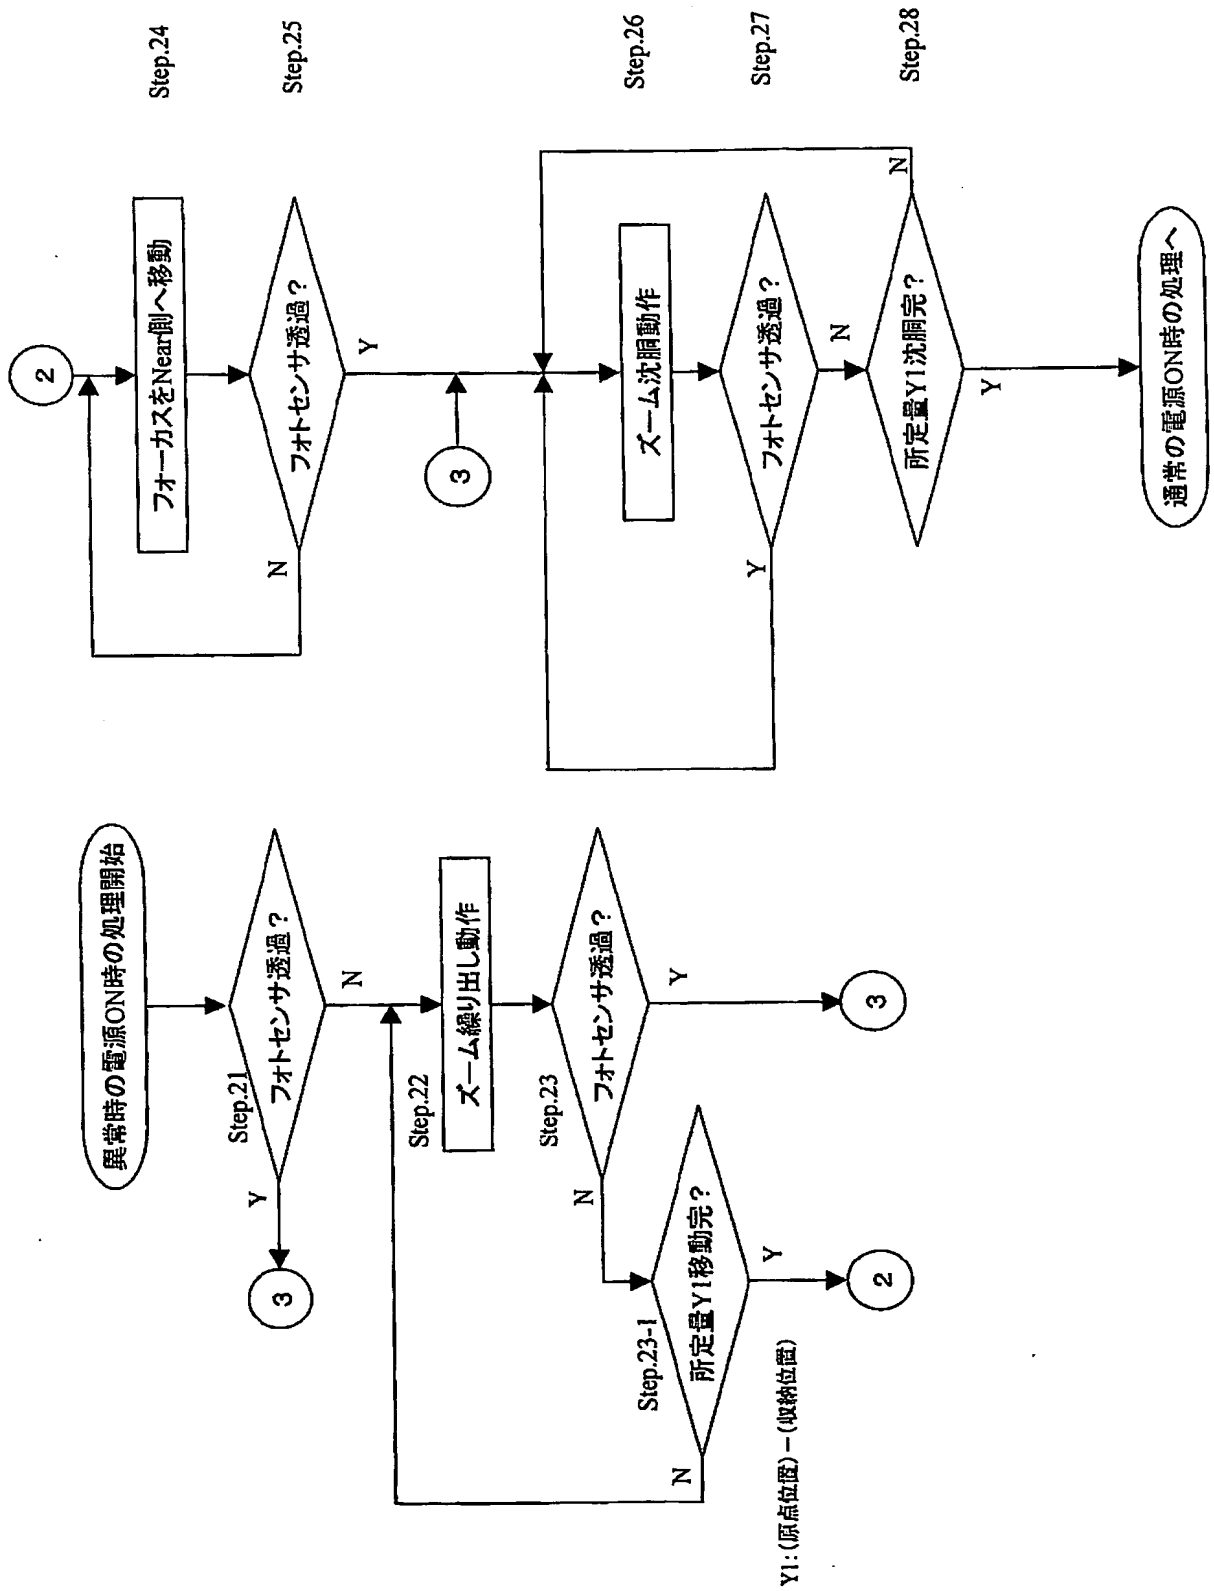 異常時の電源ON時の処理開始
Step.21
フォトセンサ透過?
Y
3
N
Step.22
ズーム繰り出し動作
Step.23
フォトセンサ透過?
Y
3
N
Step.23-1
所定量Y1移動完?
N
Y
2
Y1:(原点位置)-(収納位置)
2
フォーカスをNear側へ移動
Step.24
フォトセンサ透過?
Step.25
N
Y
3
ズーム沈胴動作
Step.26
フォトセンサ透過?
Step.27
Y
N
所定量Y1沈胴完?
Step.28
N
Y
通常の電源ON時の処理へ